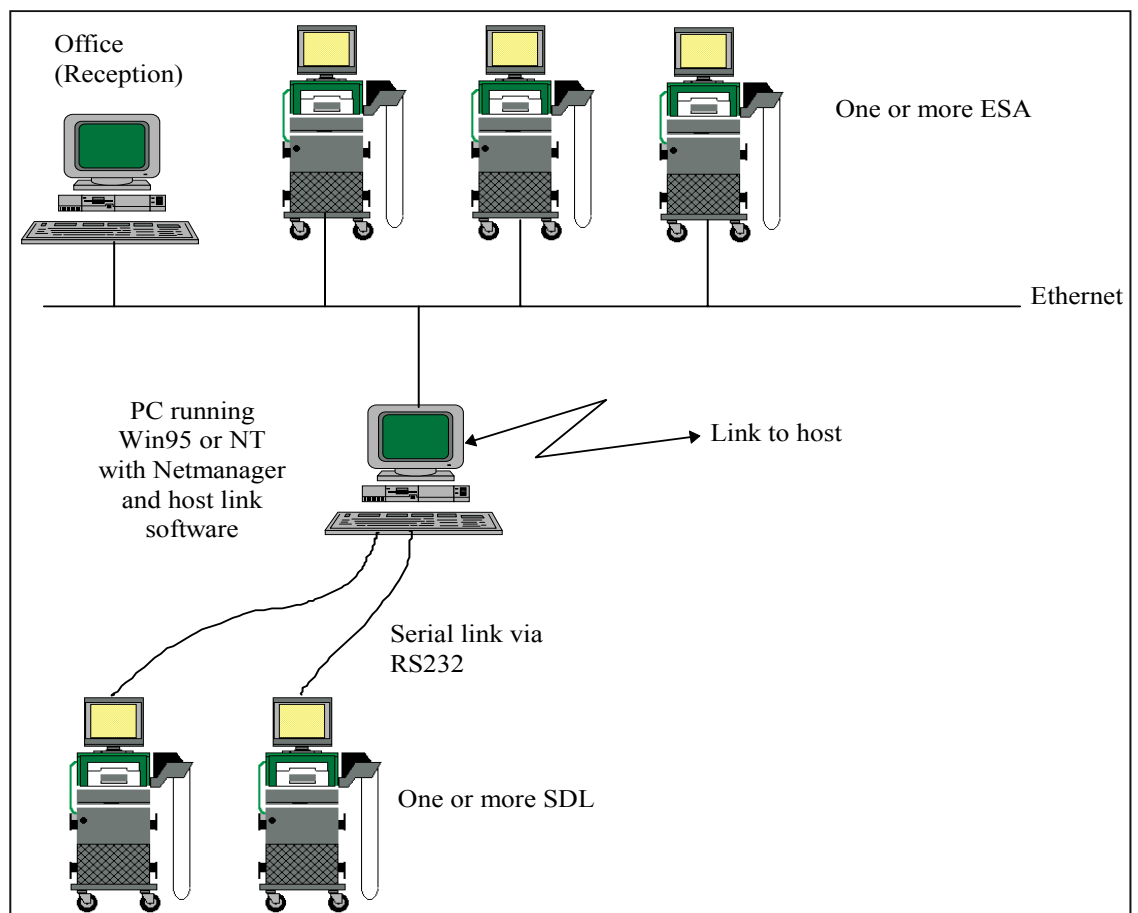 Office
(Reception)
One or more ESA
Ethernet
PC running
Win95 or NT
with Netmanager
and host link
software
Link to host
Serial link via
RS232
One or more SDL